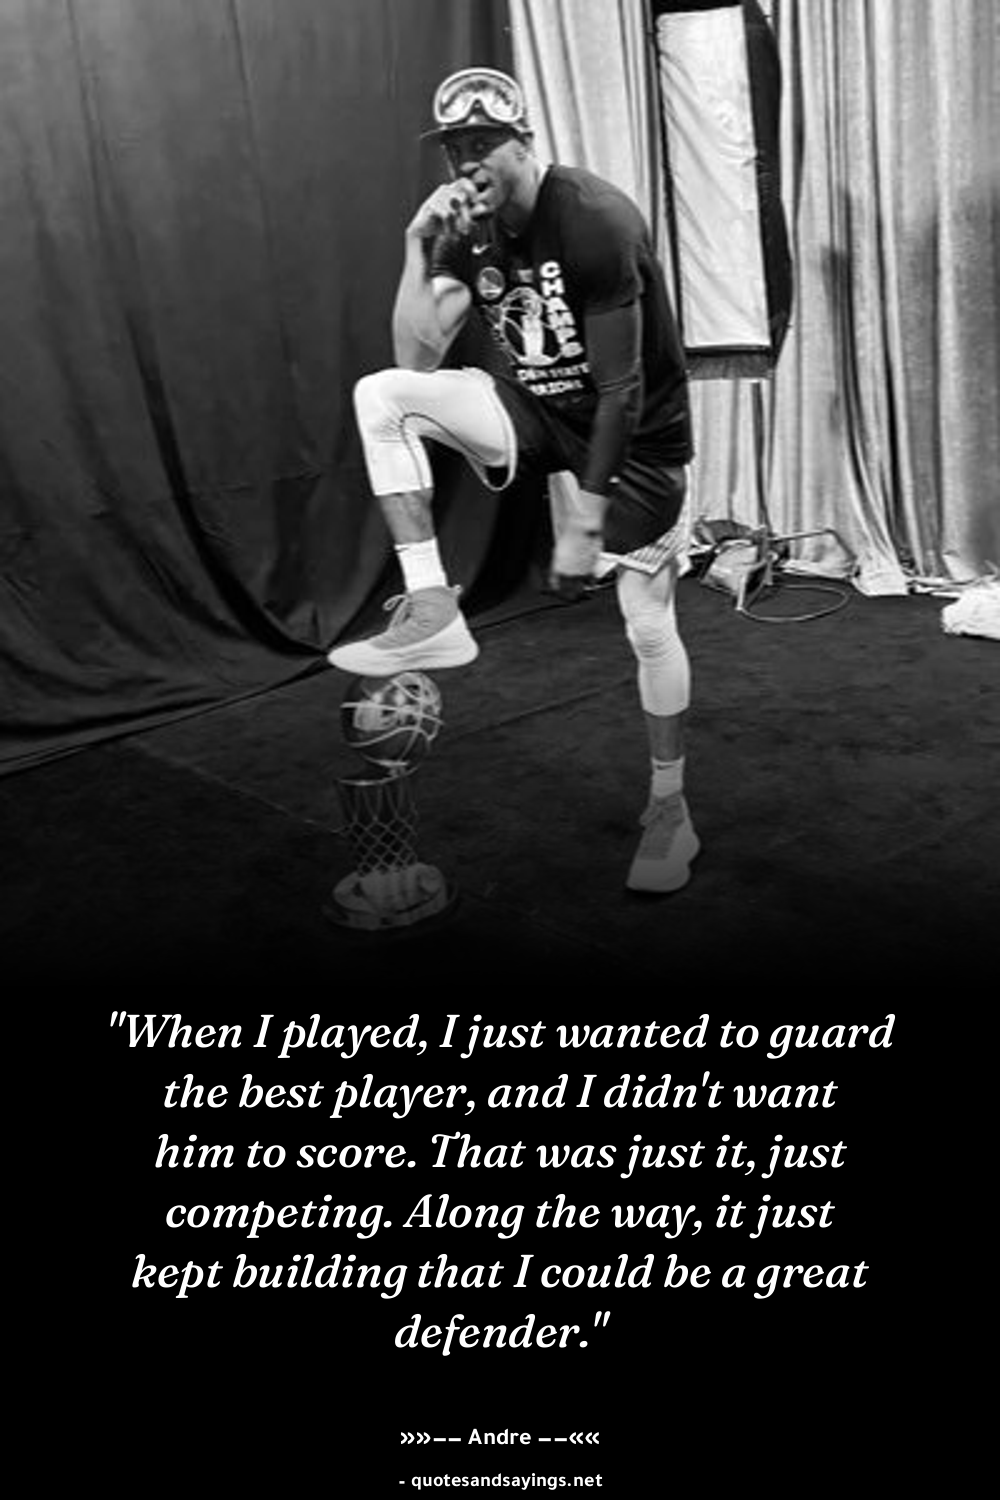 CHAMPS
"When I played, I just wanted to guard
the best player, and I didn't want
him to score. That was just it, just
competing. Along the way, it just
kept building that I could be a great
defender."
»»−− Andre −−««
- quotesandsayings.net